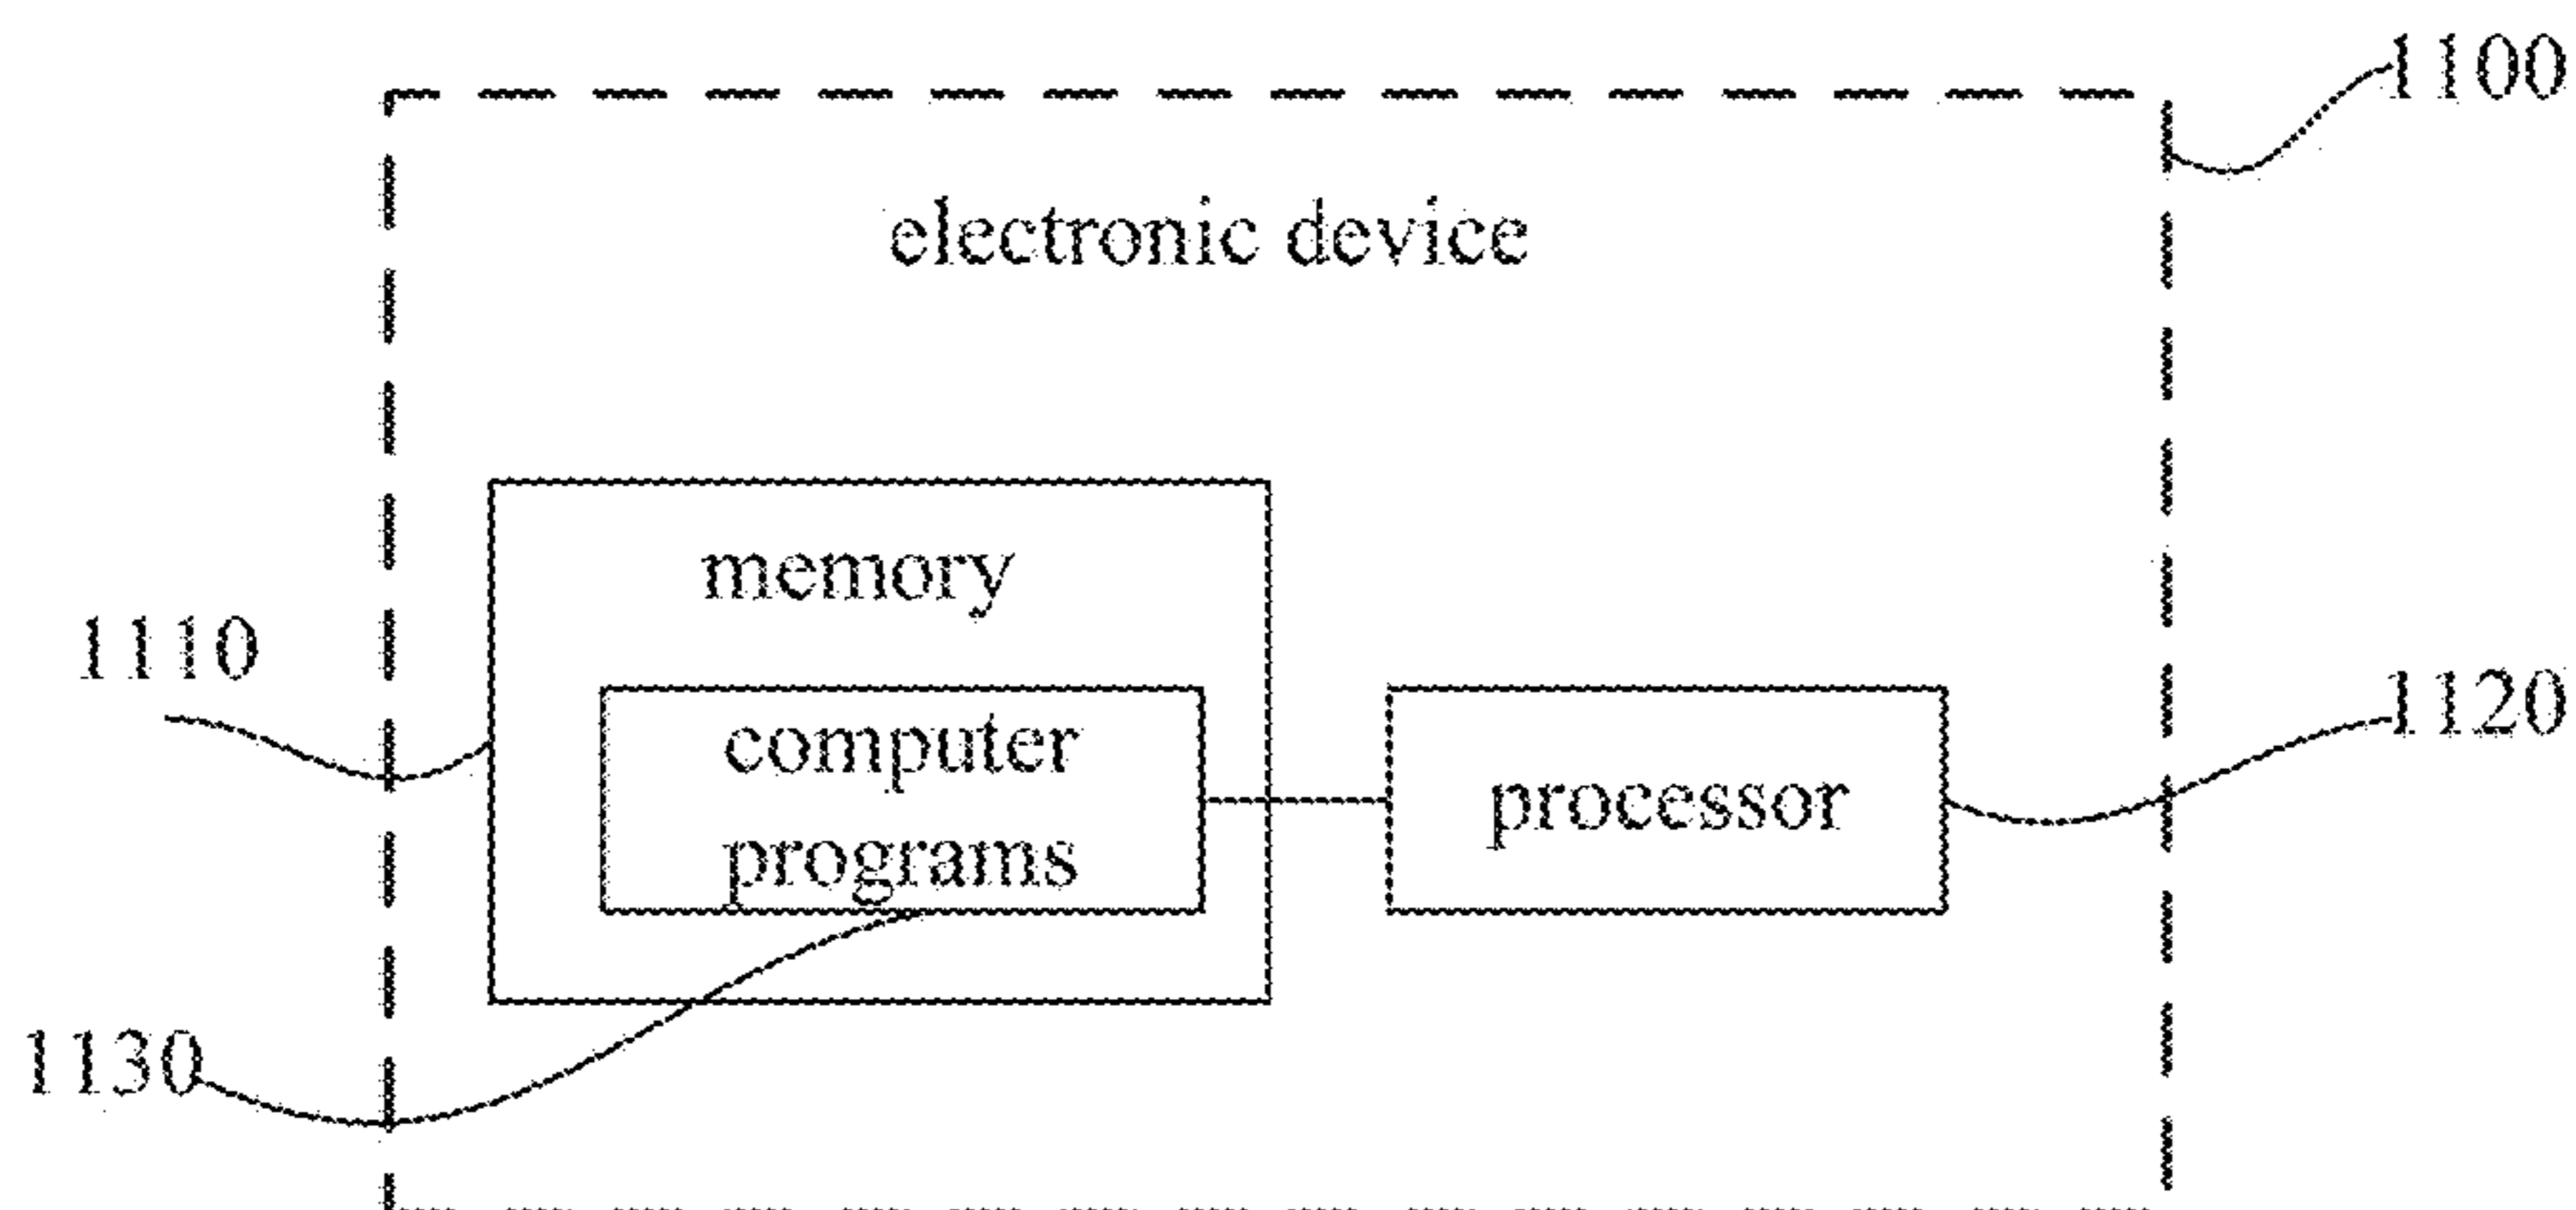 1100
electronic device
memory
1110
computer
programs
processor
1120
1130